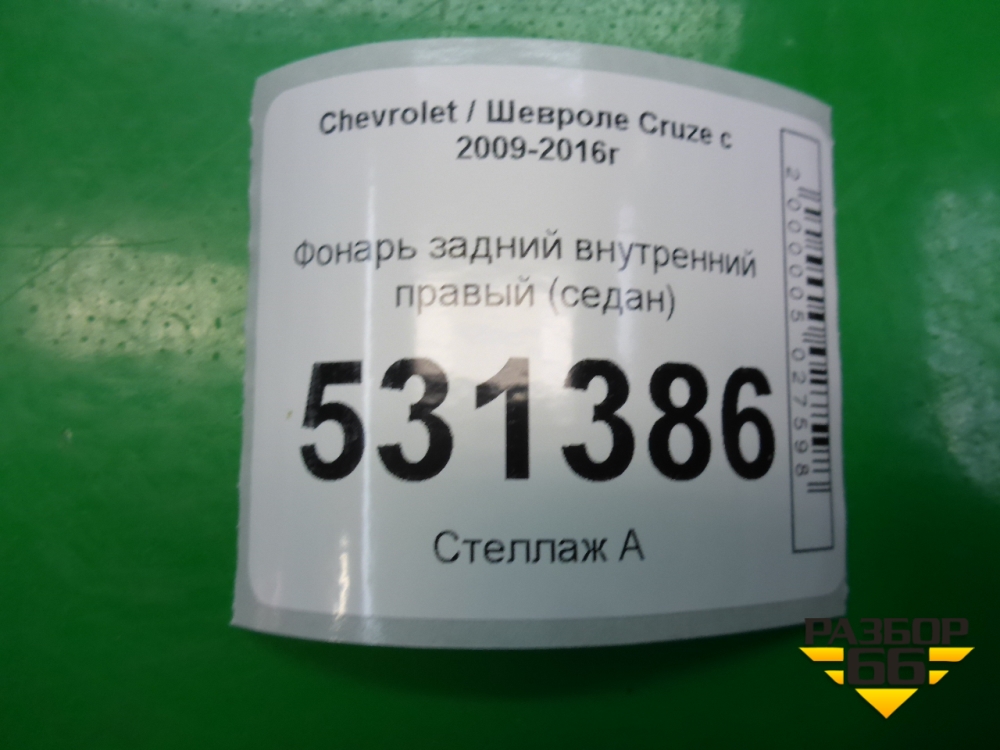 Chevrolet / Шевроле Cruze с
2009-2016г
Фонарь задний внутренний
правый (седан)
531386
Стеллаж А
2000005027598
РАЗБОР
66